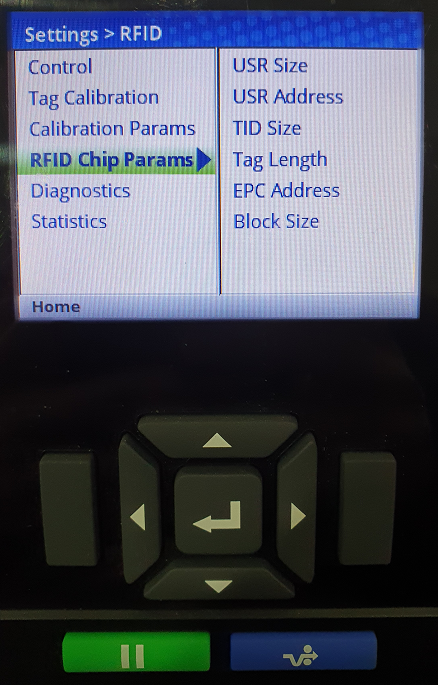 Settings > RFID
Control
Tag Calibration
Calibration Params
RFID Chip Params
Diagnostics
Statistics
USR Size
USR Address
TID Size
Tag Length
EPC Address
Block Size
Home